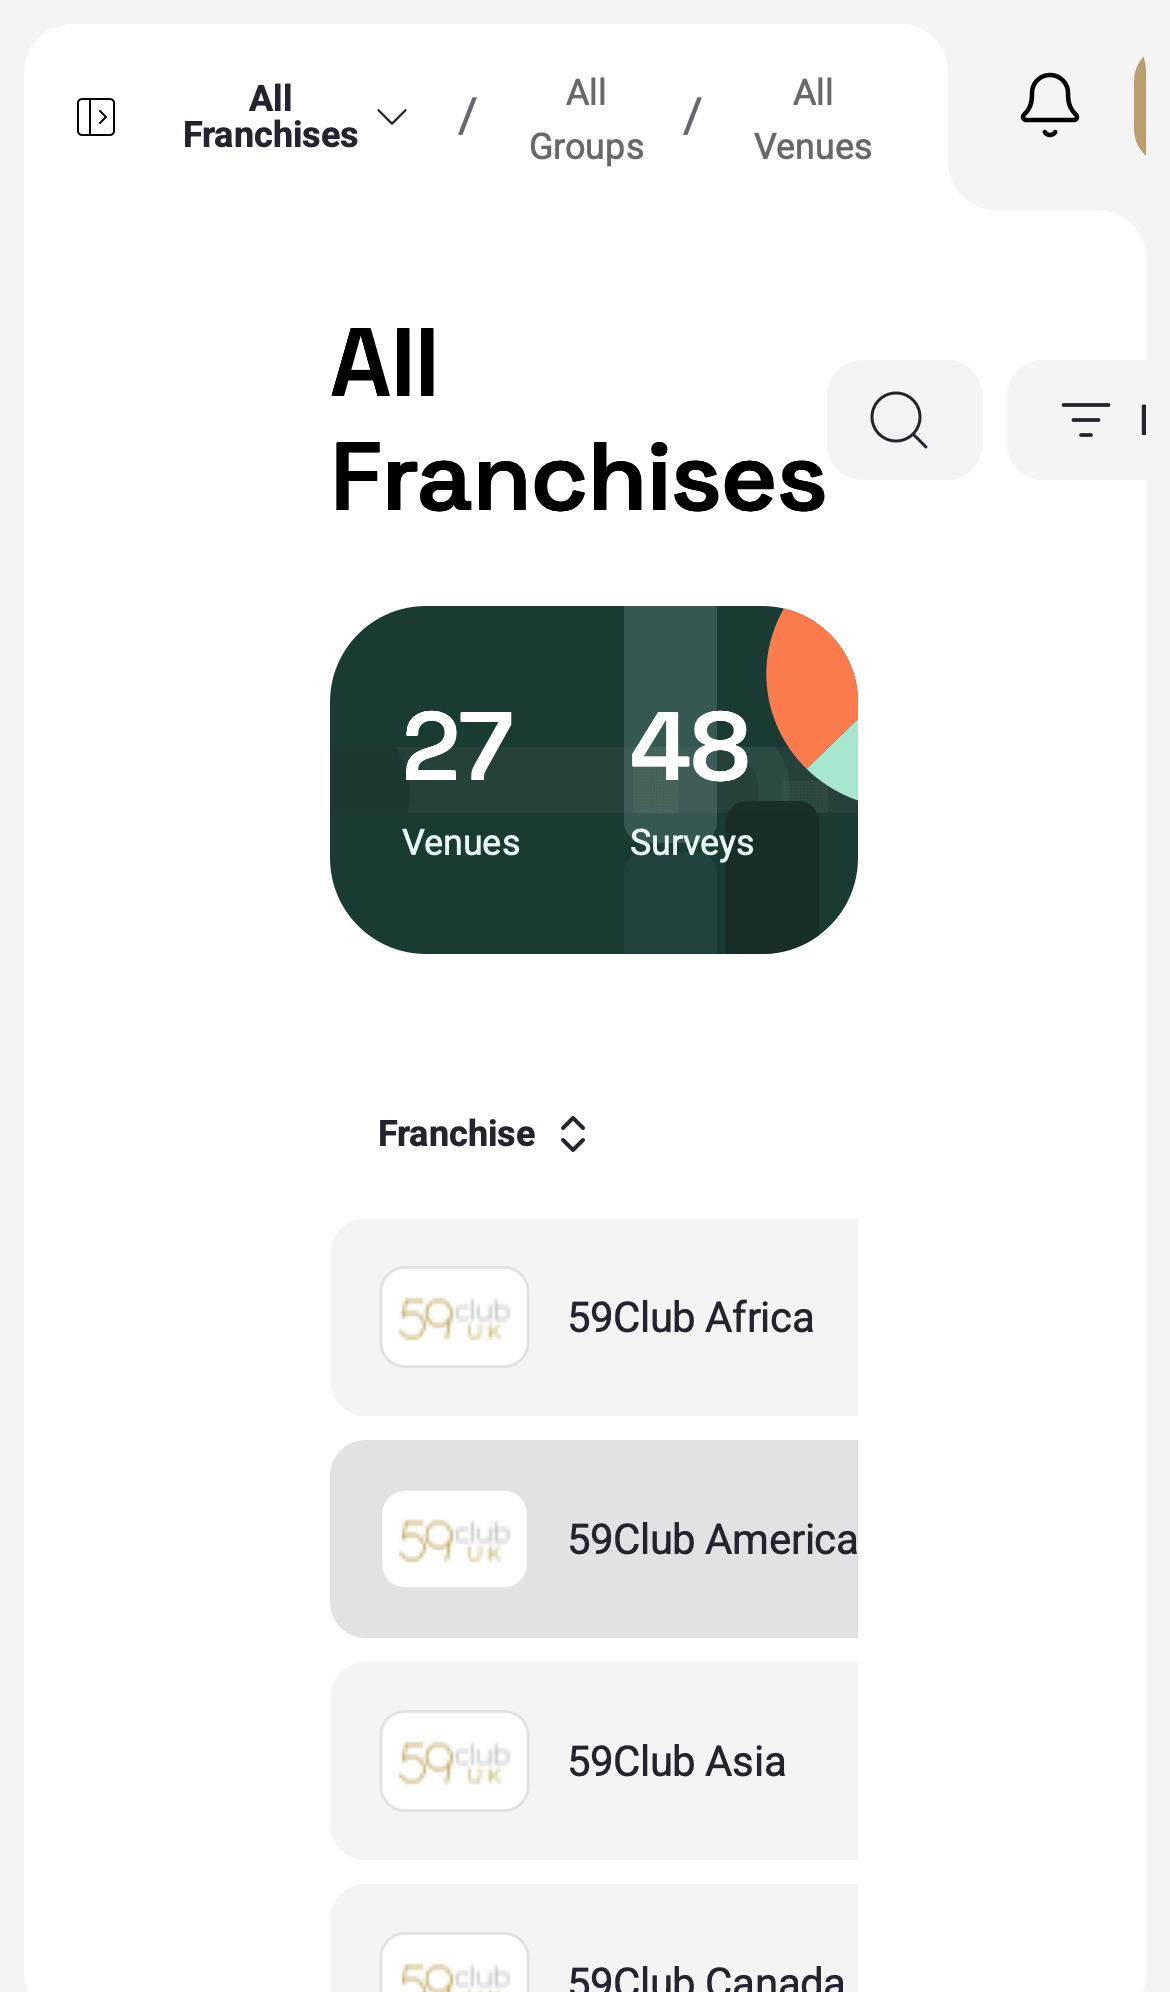 All
Franchises
/
All
Groups
/
All
Venues
All
Franchises
27
48
Venues
Surveys
Franchise
59club
UK
59Club Africa
59club
UK
59Club America
59club
UK
59Club Asia
59club
59Club Canada